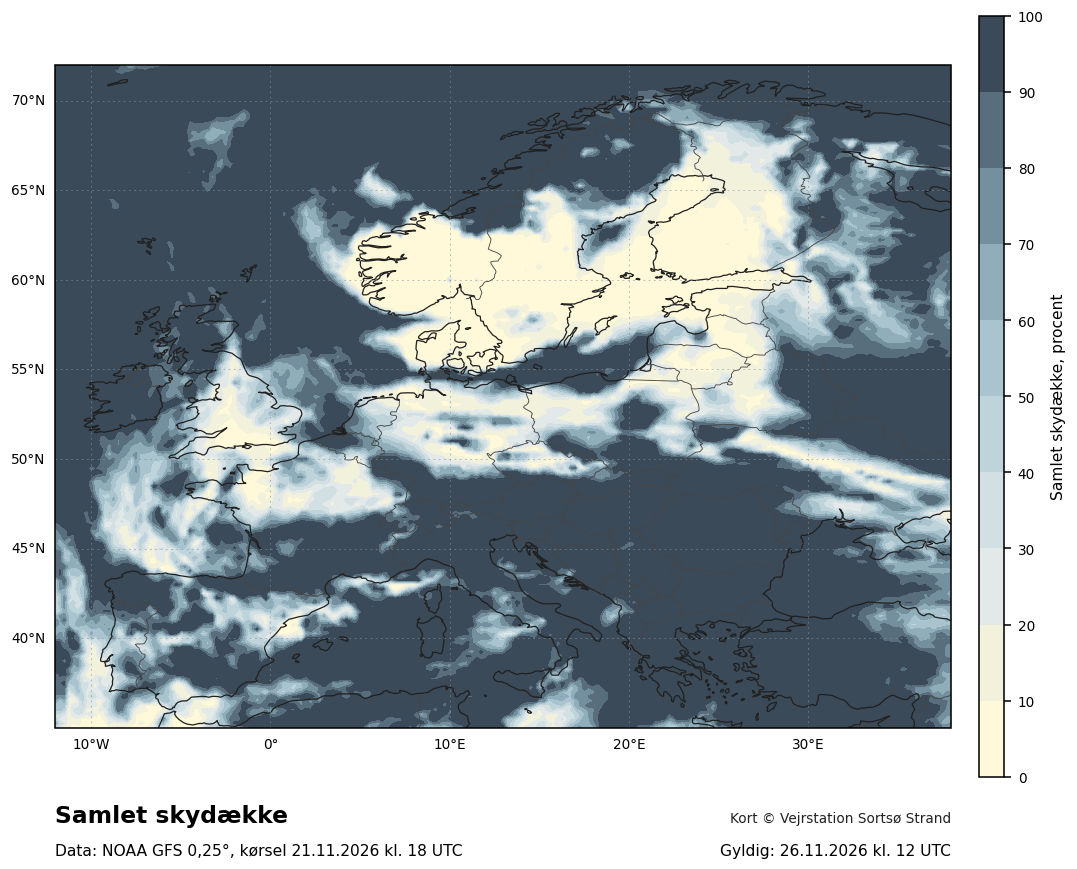 100
90
80
70
60
50
40
30
20
10
0
Samlet skydække, procent
70°N
65°N
60°N
55°N
50°N
45°N
40°N
10°W
0°
10°E
20°E
30°E
Samlet skydække
Kort © Vejrstation Sortsø Strand
Data: NOAA GFS 0,25°, kørsel 21.11.2026 kl. 18 UTC
Gyldig: 26.11.2026 kl. 12 UTC